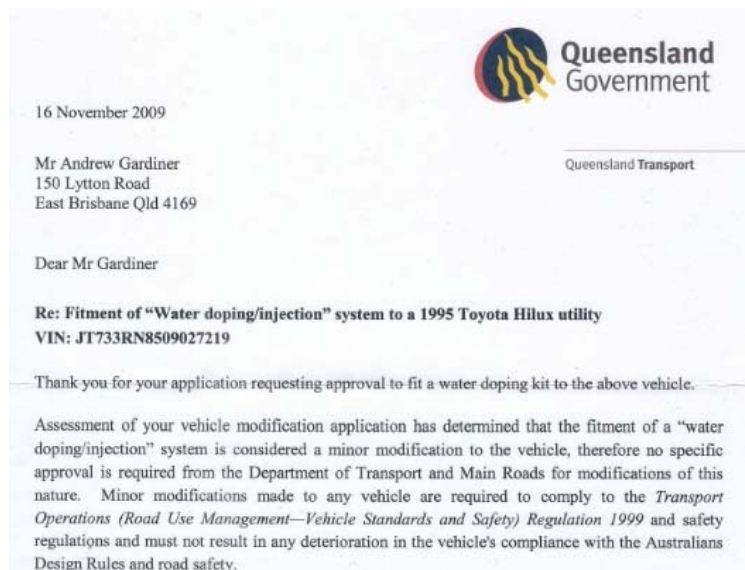 Queensland
Government
16 November 2009
Queensland Transport
Mr Andrew Gardiner
150 Lytton Road
East Brisbane Qld 4169
Dear Mr Gardiner
Re: Fitment of “Water doping/injection” system to a 1995 Toyota Hilux utility
VIN: JT733RN8509027219
Thank you for your application requesting approval to fit a water doping kit to the above vehicle.
Assessment of your vehicle modification application has determined that the fitment of a “water
doping/injection” system is considered a minor modification to the vehicle, therefore no specific
approval is required from the Department of Transport and Main Roads for modifications of this
nature. Minor modifications made to any vehicle are required to comply to the Transport
Operations (Road Use Management—Vehicle Standards and Safety) Regulation 1999 and safety
regulations and must not result in any deterioration in the vehicle's compliance with the Australians
Design Rules and road safety.